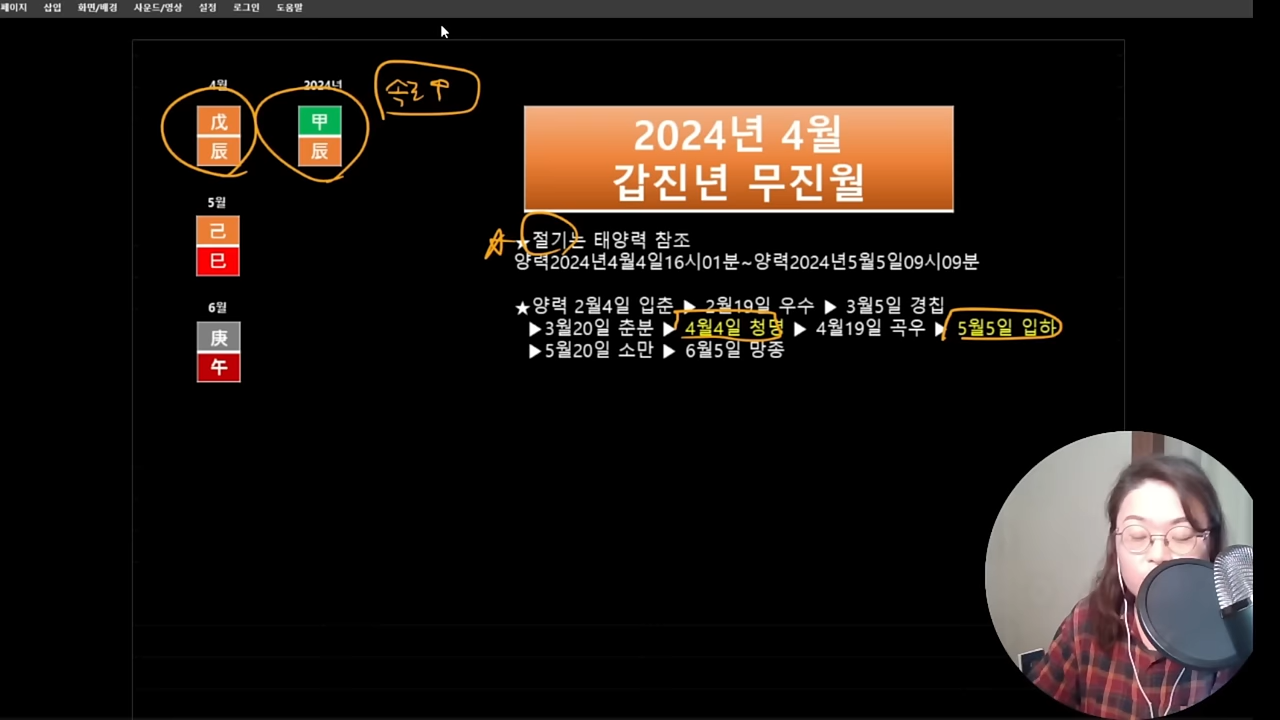 페이지 삽입 화면/배경 사운드/영상 설정 로그인 도움말
4월 2024년 속도↑
戊 甲
辰 辰
5월
己
巳
6월
庚
午
2024년 4월
갑진년 무진월
★절기는 태양력 참조
양력2024년4월4일16시01분~양력2024년5월5일09시09분
★양력 2월4일 입춘 ▶ 2월19일 우수 ▶ 3월5일 경칩
▶3월20일 춘분 ▶ 4월4일 청명 ▶ 4월19일 곡우 ▶ 5월5일 입하
▶5월20일 소만 ▶ 6월5일 망종